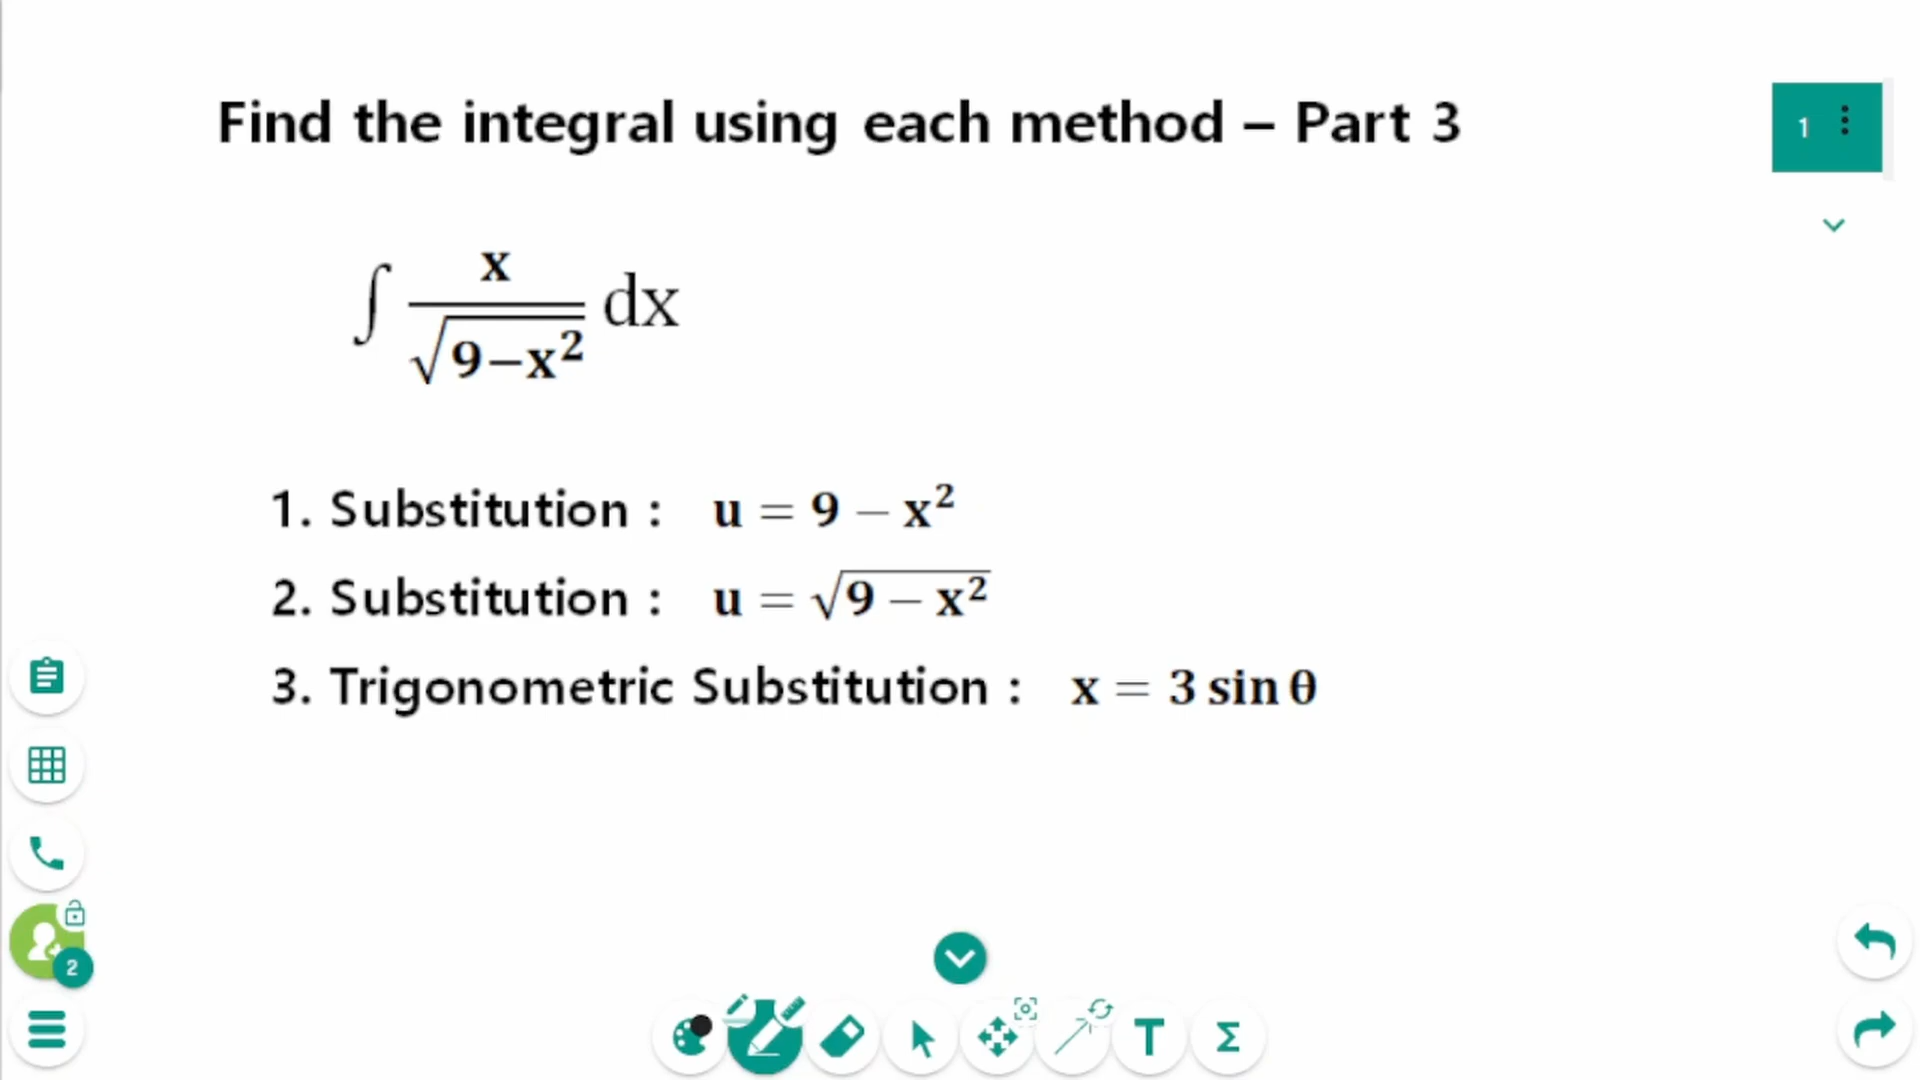 Find the integral using each method – Part 3
1
∫ x/√(9−x²) dx
1. Substitution : u = 9 − x²
2. Substitution : u = √(9 − x²)
3. Trigonometric Substitution : x = 3 sin θ
2
T
Σ